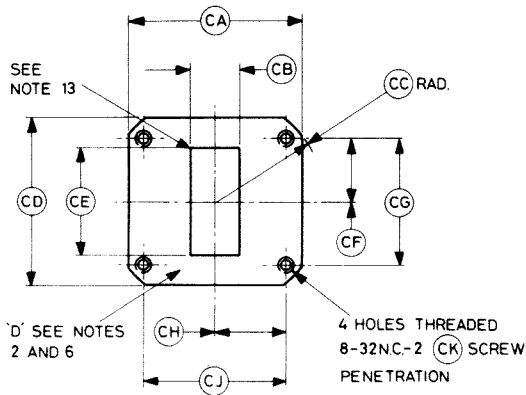 CA
SEE
NOTE 13
CB
CC RAD.
CD
CE
CG
CF
'D' SEE NOTES
2 AND 6
CH
CJ
4 HOLES THREADED
8-32N.C.-2 CK SCREW
PENETRATION